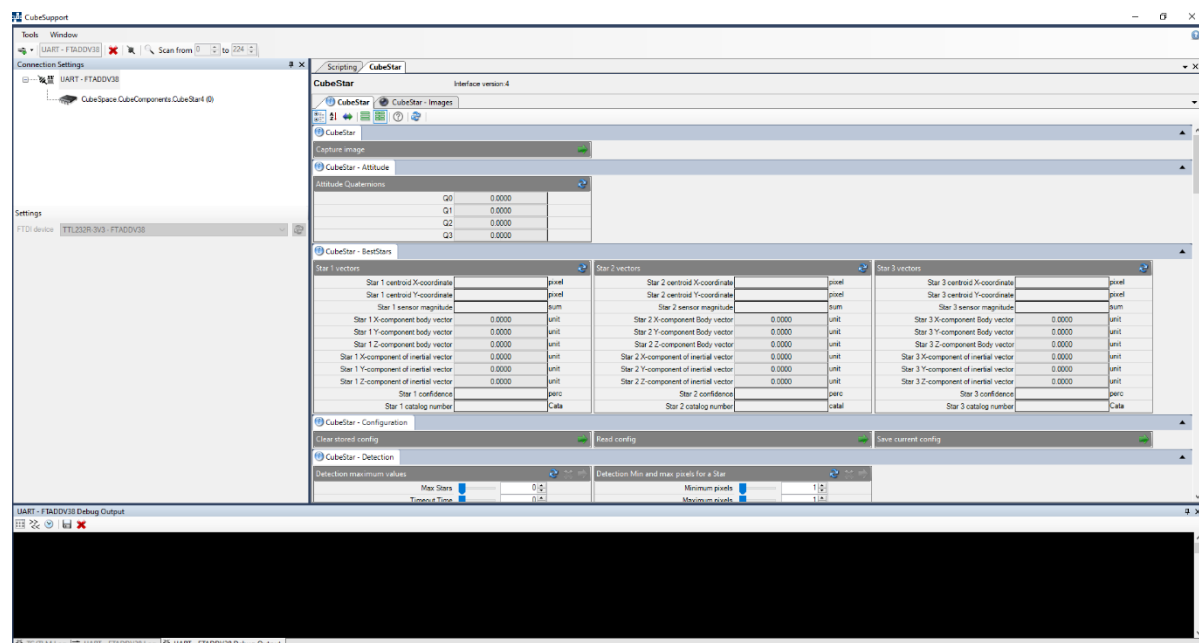 CubeSupport
Tools Window
UART - FTADDV38 Scan from 0 to 224
Connection Settings
UART - FTADDV38
CubeSpace.CubeComponents.CubeStar4 (0)
Settings
FTDI device TTL232R-3V3 - FTADDV38
Scripting CubeStar
CubeStar Interface version 4
CubeStar CubeStar - Images
CubeStar
Capture image
CubeStar - Attitude
Attitude Quaternions
Q0 0.0000
Q1 0.0000
Q2 0.0000
Q3 0.0000
CubeStar - BestStars
Star 1 vectors
Star 1 centroid X-coordinate pixel
Star 1 centroid Y-coordinate pixel
Star 1 sensor magnitude sum
Star 1 X-component body vector 0.0000 unit
Star 1 Y-component body vector 0.0000 unit
Star 1 Z-component body vector 0.0000 unit
Star 1 X-component of inertial vector 0.0000 unit
Star 1 Y-component of inertial vector 0.0000 unit
Star 1 Z-component of inertial vector 0.0000 unit
Star 1 confidence perc
Star 1 catalog number Cata
Star 2 vectors
Star 2 centroid X-coordinate pixel
Star 2 centroid Y-coordinate pixel
Star 2 sensor magnitude sum
Star 2 X-component Body vector 0.0000 unit
Star 2 Y-component Body vector 0.0000 unit
Star 2 Z-component Body vector 0.0000 unit
Star 2 X-component of inertial vector 0.0000 unit
Star 2 Y-component of inertial vector 0.0000 unit
Star 2 Z-component of inertial vector 0.0000 unit
Star 2 confidence perc
Star 2 catalog number catal
Star 3 vectors
Star 3 centroid X-coordinate pixel
Star 3 centroid Y-coordinate pixel
Star 3 sensor magnitude sum
Star 3 X-component Body vector 0.0000 unit
Star 3 Y-component Body vector 0.0000 unit
Star 3 Z-component Body vector 0.0000 unit
Star 3 X-component of inertial vector 0.0000 unit
Star 3 Y-component of inertial vector 0.0000 unit
Star 3 Z-component of inertial vector 0.0000 unit
Star 3 confidence perc
Star 3 catalog number Cata
CubeStar - Configuration
Clear stored config Read config Save current config
CubeStar - Detection
Detection maximum values
Max Stars 0
Timeout Time 0
Detection Min and max pixels for a Star
Minimum pixels 1
Maximum pixels 1
UART - FTADDV38 Debug Output